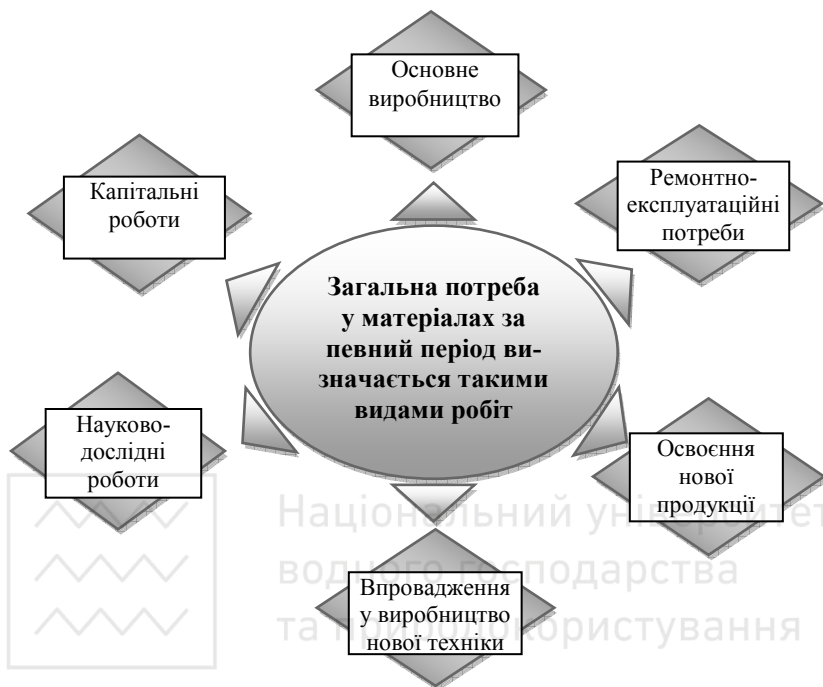 Основне
виробництво
Ремонтно-
експлуатаційні
потреби
Освоєння
нової
продукції
Впровадження
у виробництво
нової техніки
Науково-
дослідні
роботи
Капітальні
роботи
Загальна потреба
у матеріалах за
певний період ви-
значається такими
видами робіт
Національний університет
водного господарства
та природокористування